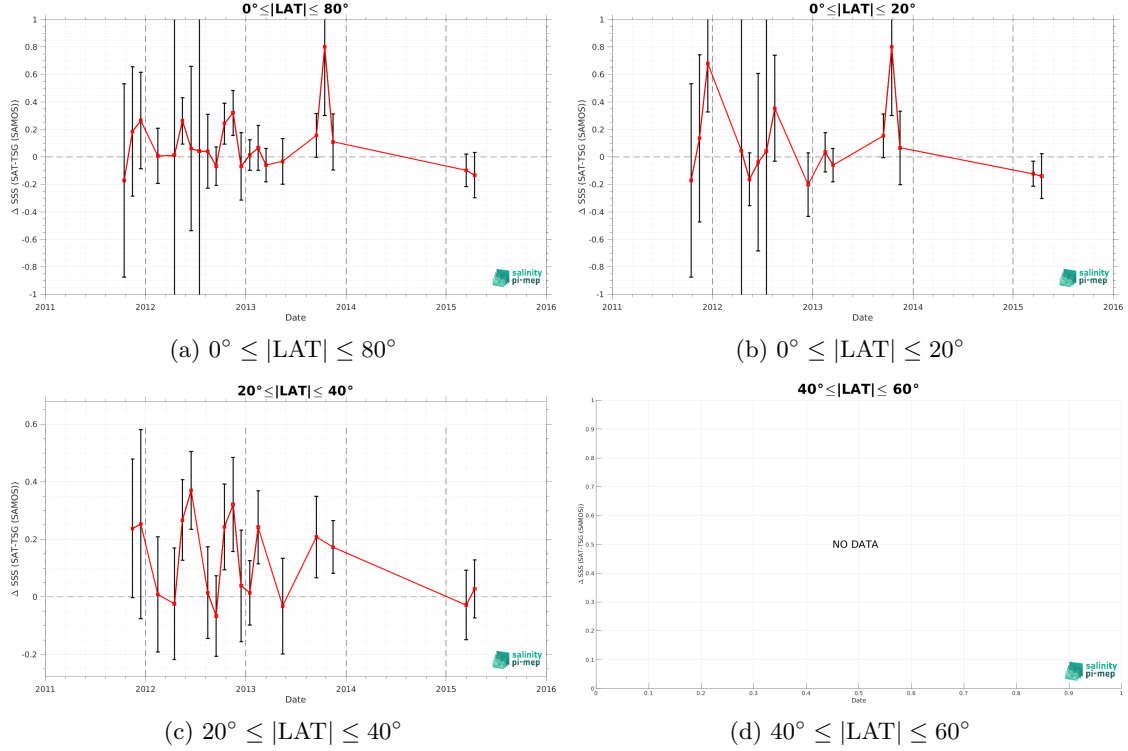 0°≤|LAT|≤ 80°
Δ SSS (SAT-TSG (SAMOS))
1
0.8
0.6
0.4
0.2
0
-0.2
-0.4
-0.6
-0.8
-1
2011 2012 2013 2014 2015 2016
Date
salinity
pi-mep
(a) 0° ≤ |LAT| ≤ 80°
0°≤|LAT|≤ 20°
Δ SSS (SAT-TSG (SAMOS))
1
0.8
0.6
0.4
0.2
0
-0.2
-0.4
-0.6
-0.8
-1
2011 2012 2013 2014 2015 2016
Date
salinity
pi-mep
(b) 0° ≤ |LAT| ≤ 20°
20°≤|LAT|≤ 40°
Δ SSS (SAT-TSG (SAMOS))
0.6
0.4
0.2
0
-0.2
2011 2012 2013 2014 2015 2016
Date
salinity
pi-mep
(c) 20° ≤ |LAT| ≤ 40°
40°≤|LAT|≤ 60°
Δ SSS (SAT-TSG (SAMOS))
1
0.9
0.8
0.7
0.6
0.5
0.4
0.3
0.2
0.1
0
NO DATA
0 0.1 0.2 0.3 0.4 0.5 0.6 0.7 0.8 0.9 1
Date
salinity
pi-mep
(d) 40° ≤ |LAT| ≤ 60°